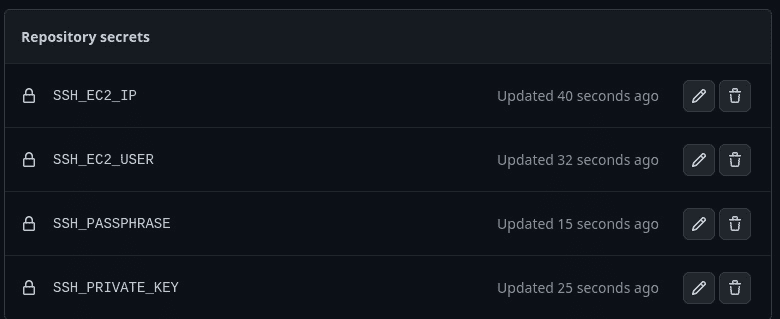 Repository secrets
SSH_EC2_IP Updated 40 seconds ago
SSH_EC2_USER Updated 32 seconds ago
SSH_PASSPHRASE Updated 15 seconds ago
SSH_PRIVATE_KEY Updated 25 seconds ago